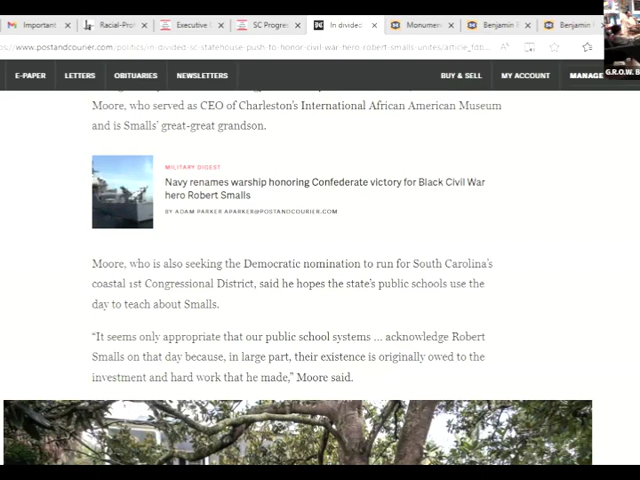 Important
Racial-Pro
Executive
SC Progre
In divided
Monumen
Benjamin
Benjamin
www.postandcourier.com/politics/in-divided-sc-statehouse-push-to-honor-civil-war-hero-robert-smalls-unites/article_
G.R.O.W. B
E-PAPER LETTERS OBITUARIES NEWSLETTERS BUY & SELL MY ACCOUNT MANAGE
Moore, who served as CEO of Charleston's International African American Museum
and is Smalls' great-great grandson.
MILITARY DIGEST
Navy renames warship honoring Confederate victory for Black Civil War
hero Robert Smalls
BY ADAM PARKER APARKER@POSTANDCOURIER.COM
Moore, who is also seeking the Democratic nomination to run for South Carolina's
coastal 1st Congressional District, said he hopes the state's public schools use the
day to teach about Smalls.
"It seems only appropriate that our public school systems ... acknowledge Robert
Smalls on that day because, in large part, their existence is originally owed to the
investment and hard work that he made," Moore said.